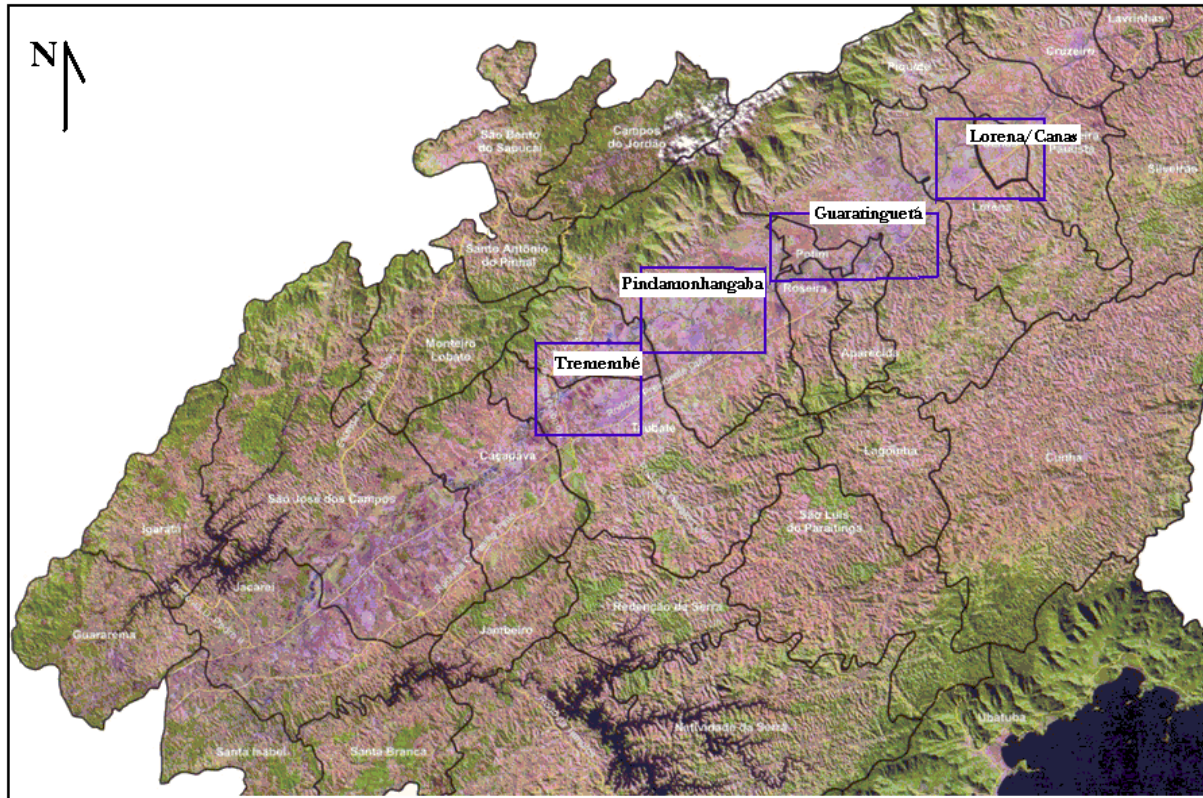 Lavrinhas
N
Cruzeiro
Piquete
São Bento
do Sapucaí
Campos
do Jordão
Lorena/Canas
Paulista
Silveiras
Lorena
Guaratinguetá
Santo Antônio
do Pinhal
Potim
Pindamonhangaba
Roseira
Monteiro
Lobato
Aparecida
Tremembé
Taubaté
Caçapava
Lagoinha
Cunha
São José dos Campos
São Luis
do Paraitinga
Igaratá
Jacareí
Redenção da Serra
Guararema
Jambeiro
Ubatuba
Natividade da Serra
Santa Isabel
Santa Branca